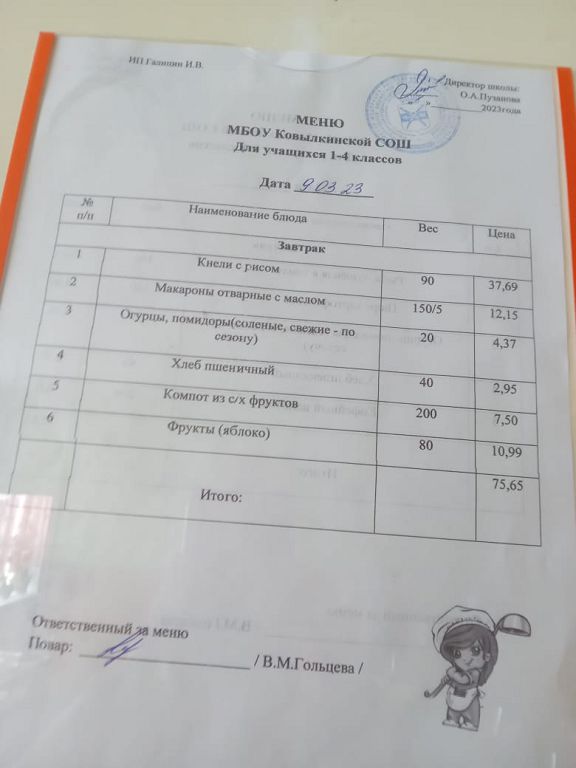 ИП Галицин И.В.
Директор школы:
О.А.Пузанова
«  » 2023года
МЕНЮ
МБОУ Ковылкинской СОШ
Для учащихся 1-4 классов
Дата 9 03 23
№ п/п Наименование блюда Вес Цена
Завтрак
1 Кнели с рисом 90 37,69
2 Макароны отварные с маслом 150/5 12,15
3 Огурцы, помидоры(соленые, свежие - по 20 4,37
сезону)
4 Хлеб пшеничный 40 2,95
5 Компот из с/х фруктов 200 7,50
6 Фрукты (яблоко) 80 10,99
Итого: 75,65
Ответственный за меню
Повар: / В.М.Гольцева /